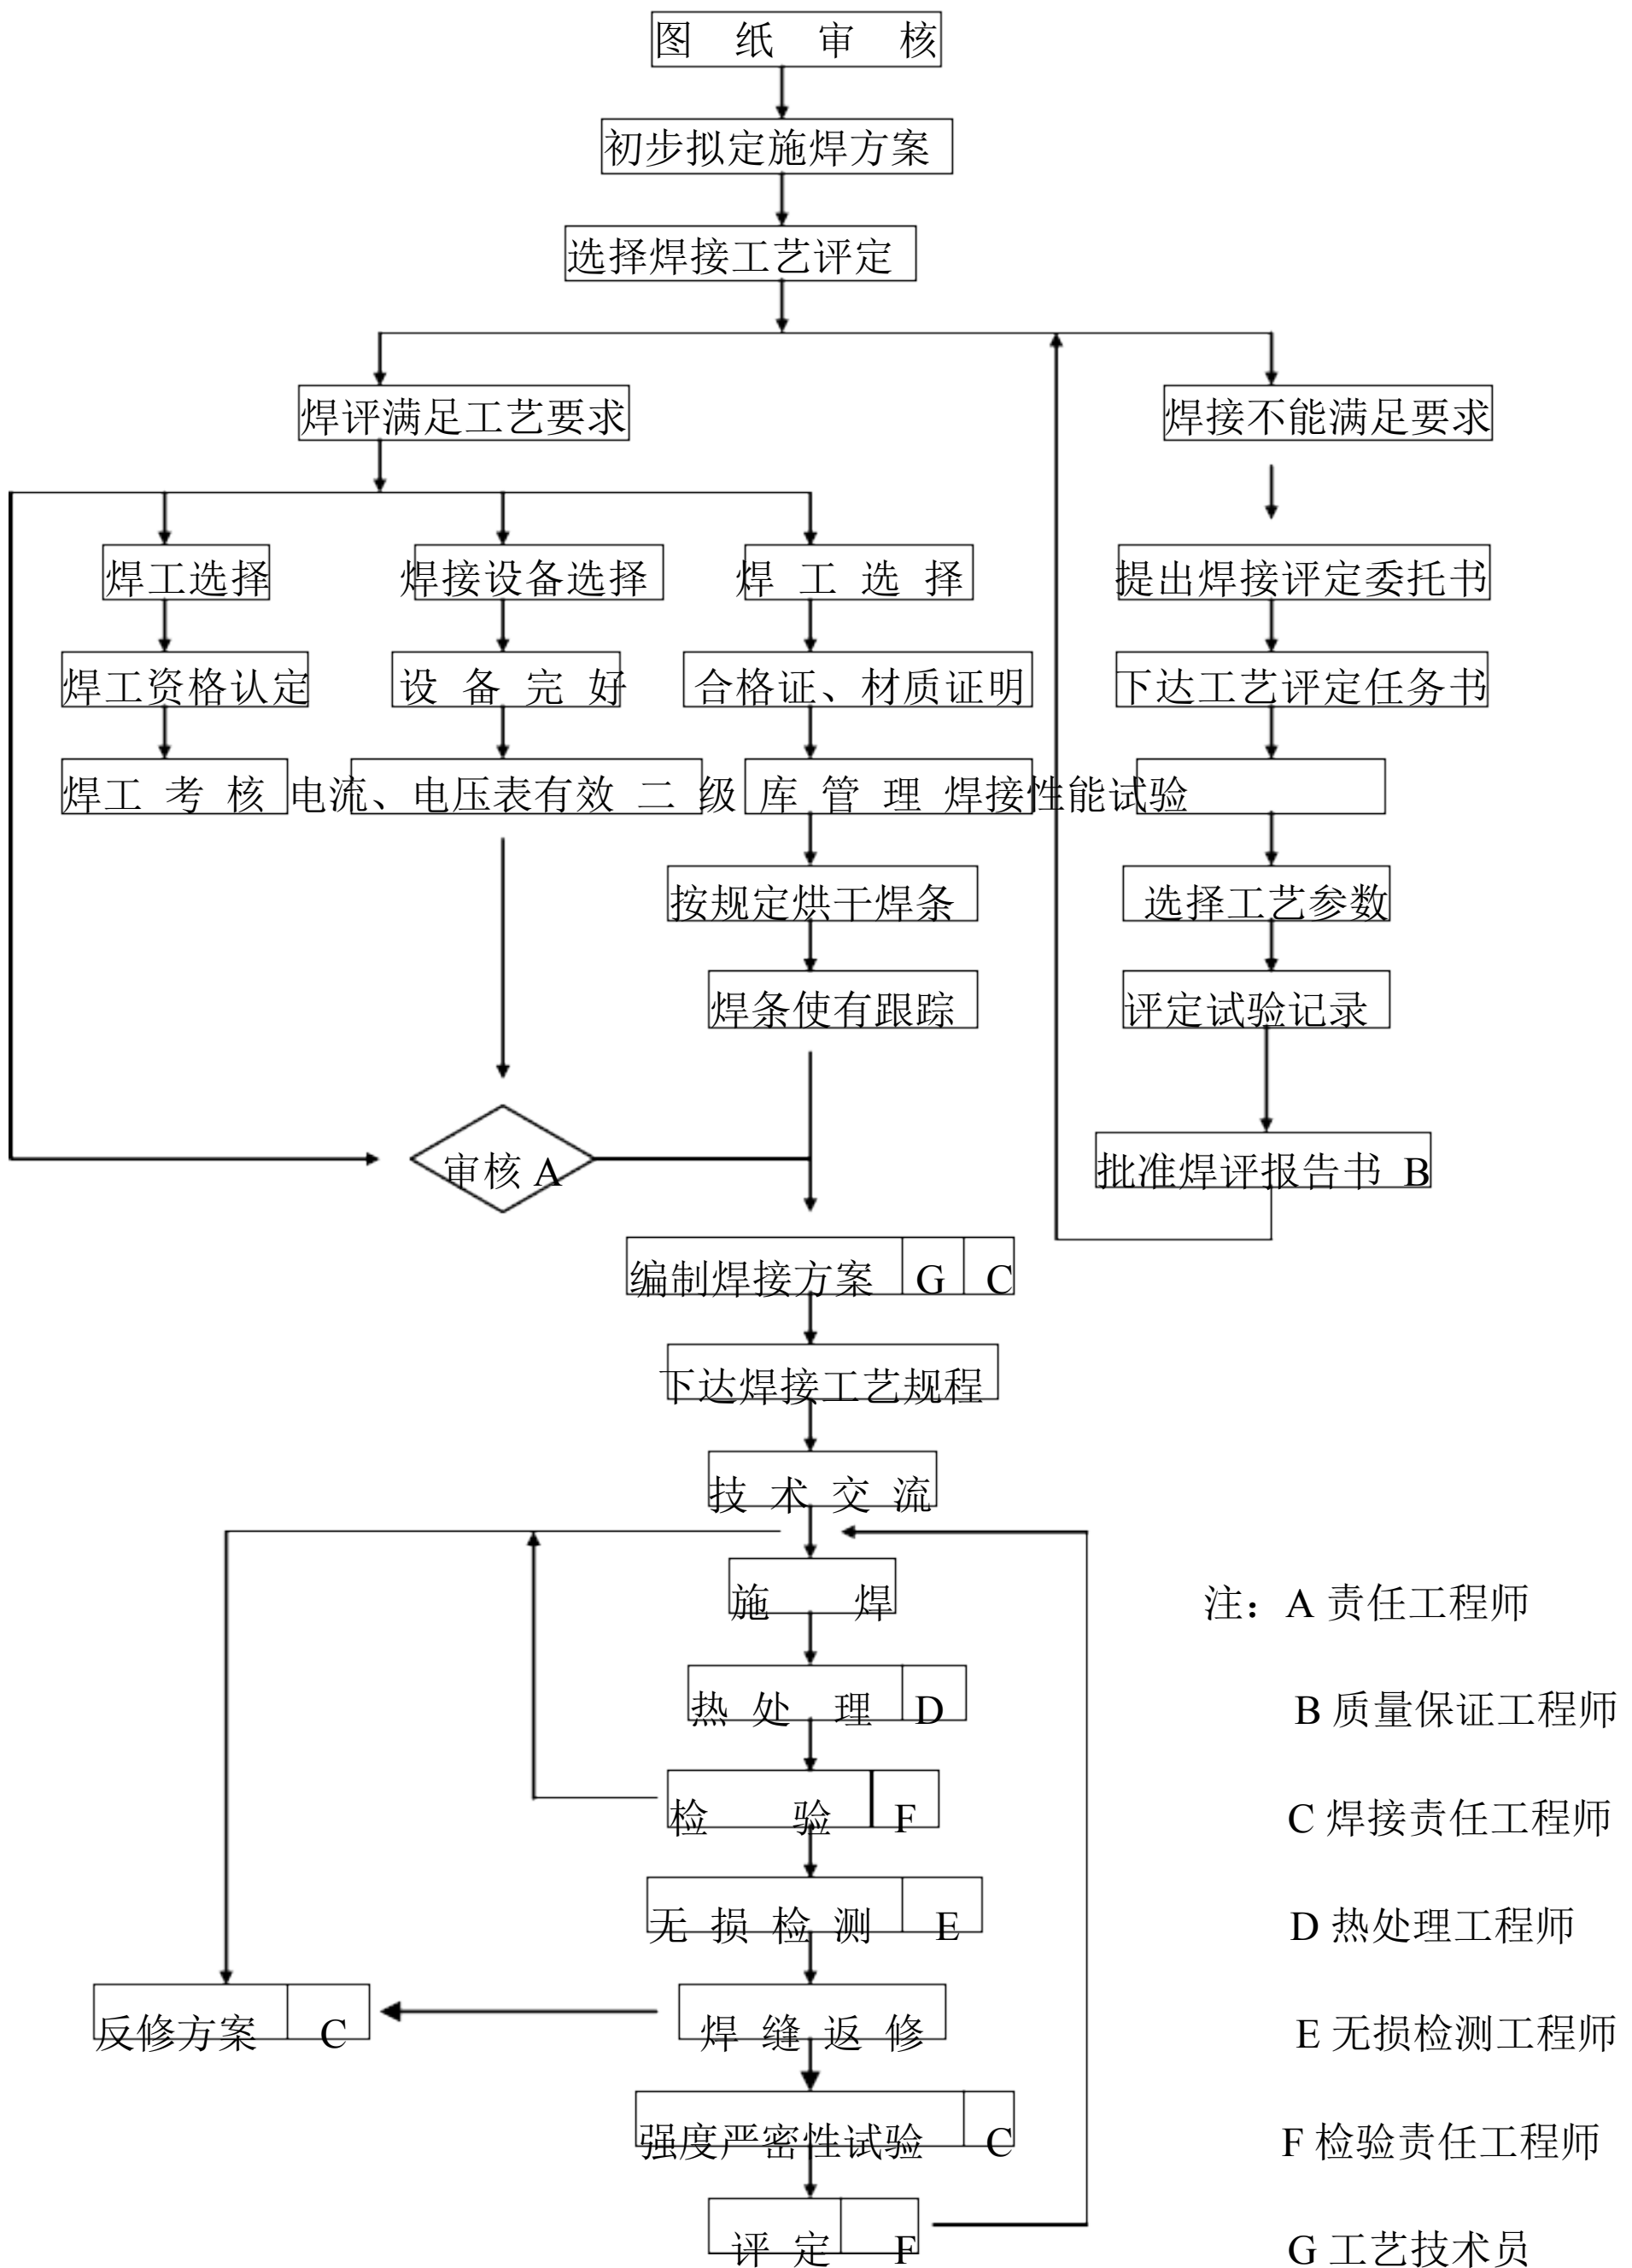 图 纸 审 核
初步拟定施焊方案
选择焊接工艺评定
焊评满足工艺要求 焊接不能满足要求
焊工选择 焊接设备选择 焊 工 选 择 提出焊接评定委托书
焊工资格认定 设 备 完 好 合格证、材质证明 下达工艺评定任务书
焊工 考 核 电流、电压表有效 二 级 库 管 理 焊接性能试验
按规定烘干焊条 选择工艺参数
焊条使有跟踪 评定试验记录
审核 A 批准焊评报告书 B
编制焊接方案 G C
下达焊接工艺规程
技 术 交 流
施 焊 注：A 责任工程师
热 处 理 D B 质量保证工程师
检 验 F C 焊接责任工程师
无 损 检 测 E D 热处理工程师
反修方案 C 焊 缝 返 修 E 无损检测工程师
强度严密性试验 C F 检验责任工程师
评 定 F G 工艺技术员